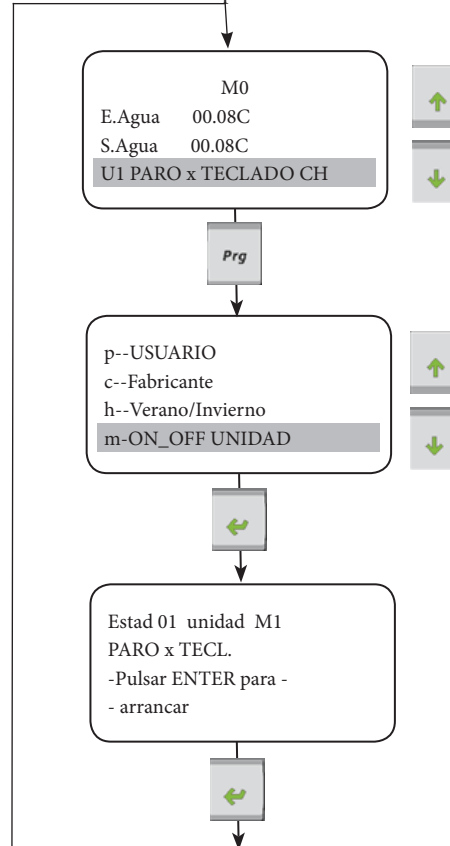 M0
E.Agua 00.08C
S.Agua 00.08C
U1 PARO x TECLADO CH
Prg
p--USUARIO
c--Fabricante
h--Verano/Invierno
m-ON_OFF UNIDAD
Estad 01 unidad M1
PARO x TECL.
-Pulsar ENTER para -
- arrancar